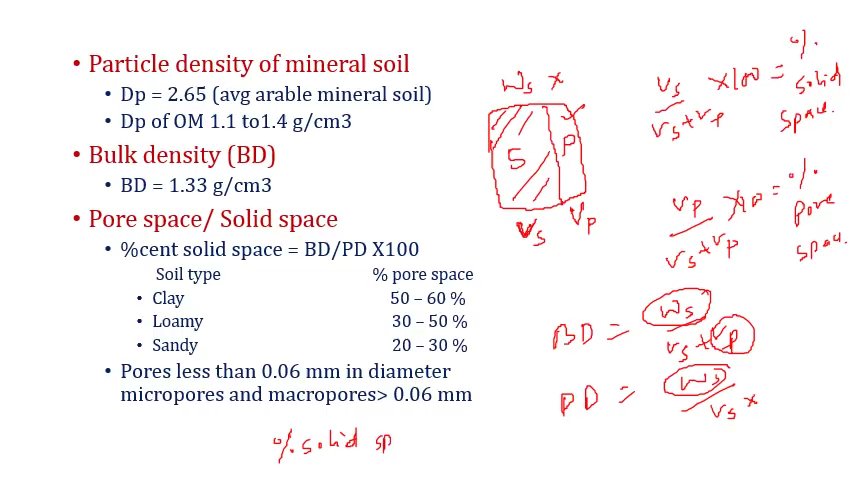 • Particle density of mineral soil
• Dp = 2.65 (avg arable mineral soil)
• Dp of OM 1.1 to1.4 g/cm3
• Bulk density (BD)
• BD = 1.33 g/cm3
• Pore space/ Solid space
• %cent solid space = BD/PD X100
Soil type % pore space
• Clay 50 – 60 %
• Loamy 30 – 50 %
• Sandy 20 – 30 %
• Pores less than 0.06 mm in diameter
micropores and macropores> 0.06 mm
% solid sp
Ws x
S P
Vs Vp
Vs/Vs+Vp X100 = % solid space.
Vp/Vs+Vp X100 = % pore space.
BD = Ws/Vs+Vp
PD = Ws/Vs x